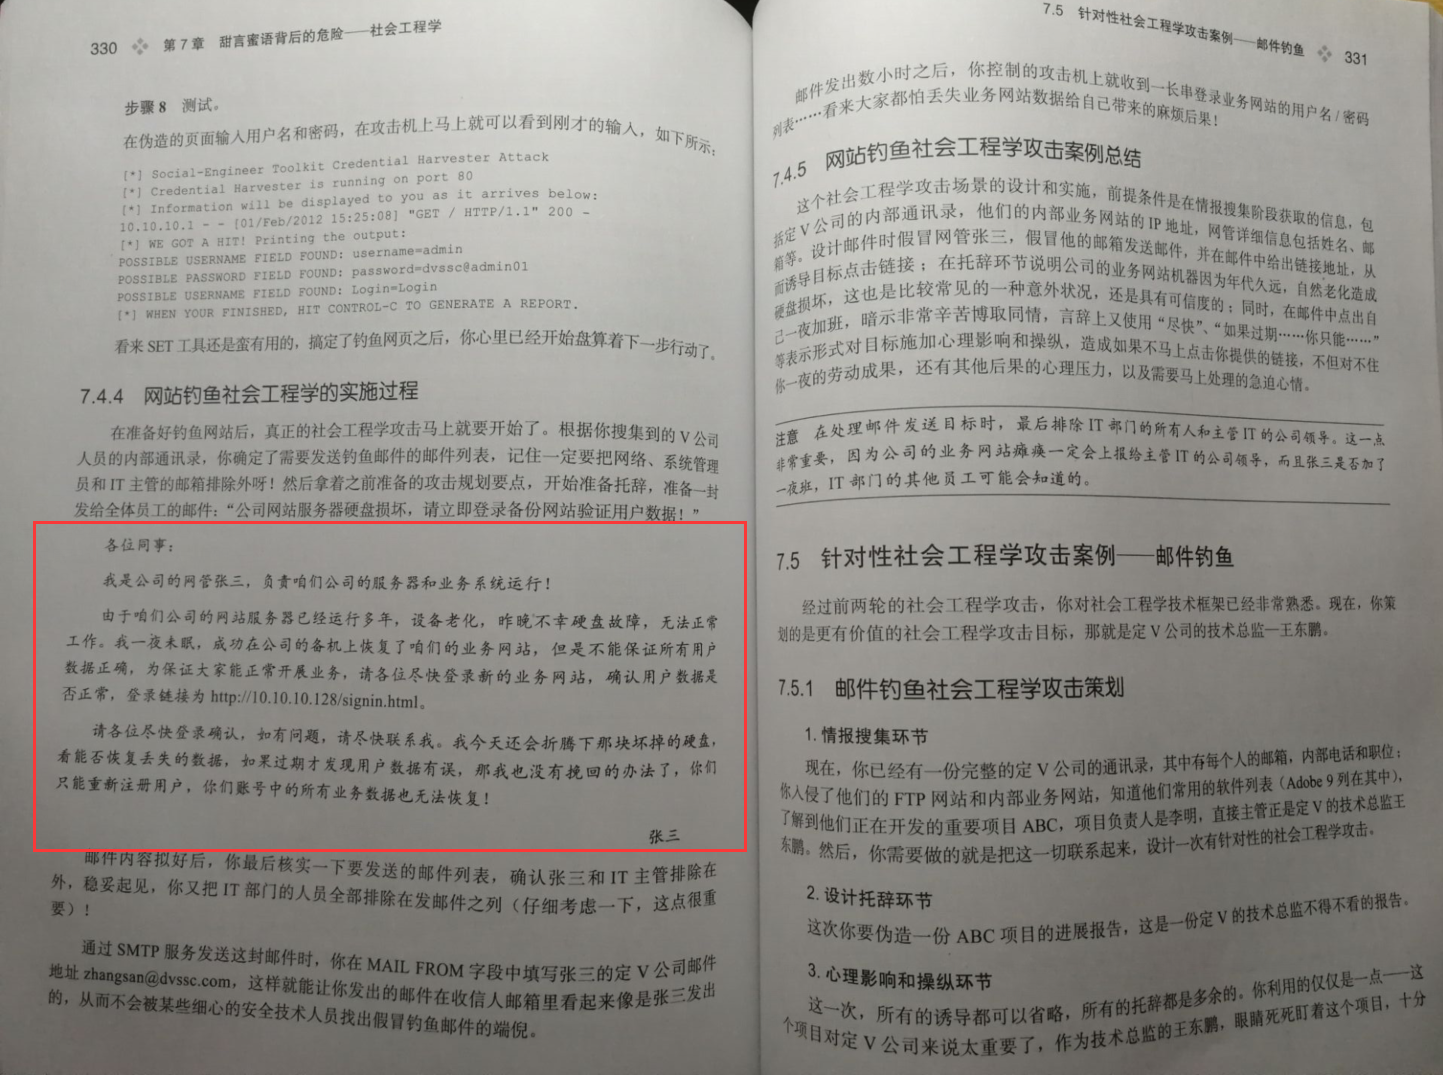 330 第7章 甜言蜜语背后的危险——社会工程学
步骤8 测试。
在伪造的页面输入用户名和密码，在攻击机上马上就可以看到刚才的输入，如下所示：
[*] Social-Engineer Toolkit Credential Harvester Attack
[*] Credential Harvester is running on port 80
[*] Information will be displayed to you as it arrives below:
10.10.10.1 - - [01/Feb/2012 15:25:08] "GET / HTTP/1.1" 200 -
[*] WE GOT A HIT! Printing the output:
POSSIBLE USERNAME FIELD FOUND: username=admin
POSSIBLE PASSWORD FIELD FOUND: password=dvssc@admin01
POSSIBLE USERNAME FIELD FOUND: Login=Login
[*] WHEN YOUR FINISHED, HIT CONTROL-C TO GENERATE A REPORT.
看来 SET 工具还是蛮有用的，搞定了钓鱼网页之后，你心里已经开始盘算着下一步行动了。
7.4.4 网站钓鱼社会工程学的实施过程
在准备好钓鱼网站后，真正的社会工程学攻击马上就要开始了。根据你搜集到的 V 公司
人员的内部通讯录，你确定了需要发送钓鱼邮件的邮件列表，记住一定要把网络、系统管理
员和 IT 主管的邮箱排除外呀！然后拿着之前准备的攻击规划要点，开始准备托辞，准备一封
发给全体员工的邮件：“公司网站服务器硬盘损坏，请立即登录备份网站验证用户数据！”
各位同事：
我是公司的网管张三，负责咱们公司的服务器和业务系统运行！
由于咱们公司的网站服务器已经运行多年，设备老化，昨晚不幸硬盘故障，无法正常
工作。我一夜未眠，成功在公司的备机上恢复了咱们的业务网站，但是不能保证所有用户
数据正确，为保证大家能正常开展业务，请各位尽快登录新的业务网站，确认用户数据是
否正常，登录链接为 http://10.10.10.128/signin.html。
请各位尽快登录确认，如有问题，请尽快联系我。我今天还会折腾下那块坏掉的硬盘，
看能否恢复丢失的数据，如果过期才发现用户数据有误，那我也没有挽回的办法了，你们
只能重新注册用户，你们账号中的所有业务数据也无法恢复！
张三
邮件内容拟好后，你最后核实一下要发送的邮件列表，确认张三和 IT 主管排除在
外，稳妥起见，你又把 IT 部门的人员全部排除在发邮件之列（仔细考虑一下，这点很重
要）！
通过 SMTP 服务发送这封邮件时，你在 MAIL FROM 字段中填写张三的定 V 公司邮件
地址 zhangsan@dvssc.com，这样就能让你发出的邮件在收信人邮箱里看起来像是张三发出
的，从而不会被某些细心的安全技术人员找出假冒钓鱼邮件的端倪。
7.5 针对性社会工程学攻击案例——邮件钓鱼 331
邮件发出数小时之后，你控制的攻击机上就收到一长串登录业务网站的用户名/密码
列表……看来大家都怕丢失业务网站数据给自己带来的麻烦后果！
7.4.5 网站钓鱼社会工程学攻击案例总结
这个社会工程学攻击场景的设计和实施，前提条件是在情报搜集阶段获取的信息，包
括定 V 公司的内部通讯录，他们的内部业务网站的 IP 地址，网管详细信息包括姓名、邮
箱等。设计邮件时假冒网管张三，假冒他的邮箱发送邮件，并在邮件中给出链接地址，从
而诱导目标点击链接；在托辞环节说明公司的业务网站机器因为年代久远，自然老化造成
硬盘损坏，这也是比较常见的一种意外状况，还是具有可信度的；同时，在邮件中点出自
己一夜加班，暗示非常辛苦博取同情，言辞上又使用“尽快”、“如果过期……你只能……”
等表示形式对目标施加心理影响和操纵，造成如果不马上点击你提供的链接，不但对不住
你一夜的劳动成果，还有其他后果的心理压力，以及需要马上处理的急迫心情。
注意 在处理邮件发送目标时，最后排除 IT 部门的所有人和主管 IT 的公司领导。这一点
非常重要，因为公司的业务网站瘫痪一定会上报给主管 IT 的公司领导，而且张三是否加了
一夜班，IT 部门的其他员工可能会知道的。
7.5 针对性社会工程学攻击案例——邮件钓鱼
经过前两轮的社会工程学攻击，你对社会工程学技术框架已经非常熟悉。现在，你策
划的是更有价值的社会工程学攻击目标，那就是定 V 公司的技术总监—王东鹏。
7.5.1 邮件钓鱼社会工程学攻击策划
1. 情报搜集环节
现在，你已经有一份完整的定 V 公司的通讯录，其中存每个人的邮箱，内部电话和职位；
你入侵了他们的 FTP 网站和内部业务网站，知道他们常用的软件列表（Adobe 9 列在其中），
了解到他们正在开发的重要项目 ABC，项目负责人是李明，直接主管正是定 V 的技术总监王
东鹏。然后，你需要做的就是把这一切联系起来，设计一次有针对性的社会工程学攻击。
2. 设计托辞环节
这次你要伪造一份 ABC 项目的进展报告，这是一份定 V 的技术总监不得不看的报告。
3. 心理影响和操纵环节
这一次，所有的诱导都可以省略，所有的托辞都是多余的。你利用的仅仅是一点——这
个项目对定 V 公司来说太重要了，作为技术总监的王东鹏，眼睛死死盯着这个项目，十分